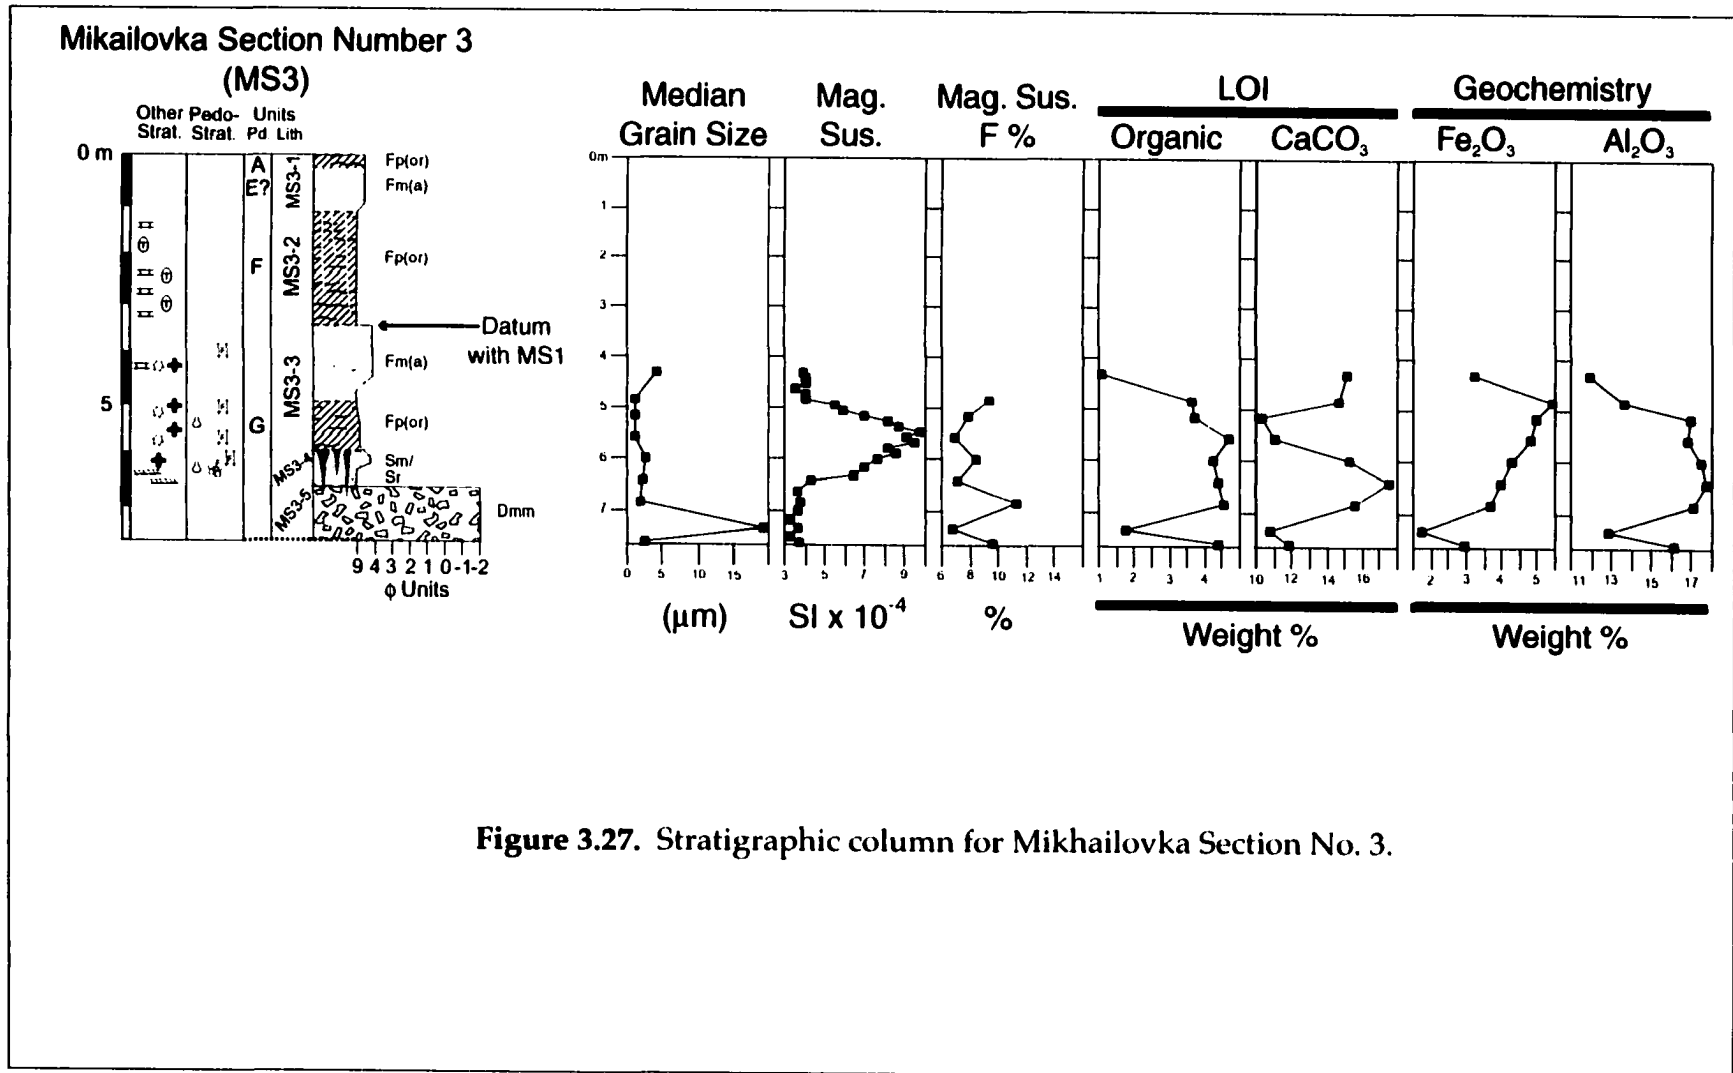 Mikailovka Section Number 3
(MS3)
Other Pedo- Units
Strat. Strat. Pd Lith
0 m
5
A
E?
F
G
MS3-1
MS3-2
MS3-3
MS3-4
MS3-5
Fp(or)
Fm(a)
Fp(or)
Datum
with MS1
Fm(a)
Fp(or)
Sm/
Sr
Dmm
9 4 3 2 1 0 -1 -2
φ Units
Median
Grain Size
0m
1
2
3
4
5
6
7
0 5 10 15
(µm)
Mag.
Sus.
3 5 7 9
SI x 10-4
Mag. Sus.
F %
6 8 10 12 14
%
LOI
Organic
1 2 3 4
CaCO3
10 12 14 16
Weight %
Geochemistry
Fe2O3
2 3 4 5
Al2O3
11 13 15 17
Weight %
Figure 3.27. Stratigraphic column for Mikhailovka Section No. 3.